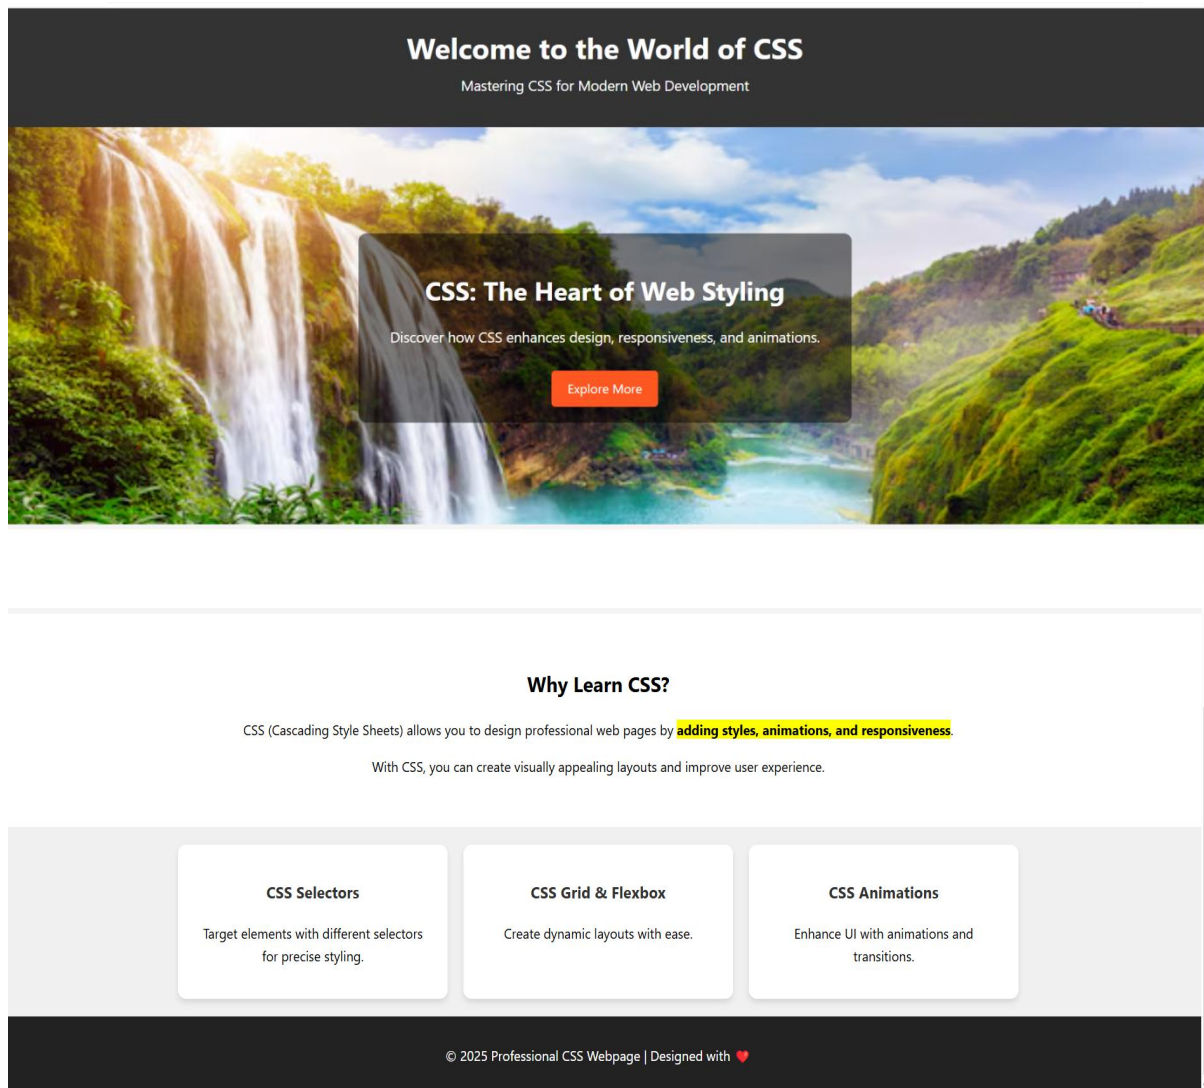 Welcome to the World of CSS
Mastering CSS for Modern Web Development
CSS: The Heart of Web Styling
Discover how CSS enhances design, responsiveness, and animations.
Explore More
Why Learn CSS?
CSS (Cascading Style Sheets) allows you to design professional web pages by adding styles, animations, and responsiveness.
With CSS, you can create visually appealing layouts and improve user experience.
CSS Selectors
Target elements with different selectors
for precise styling.
CSS Grid & Flexbox
Create dynamic layouts with ease.
CSS Animations
Enhance UI with animations and
transitions.
© 2025 Professional CSS Webpage | Designed with ❤️